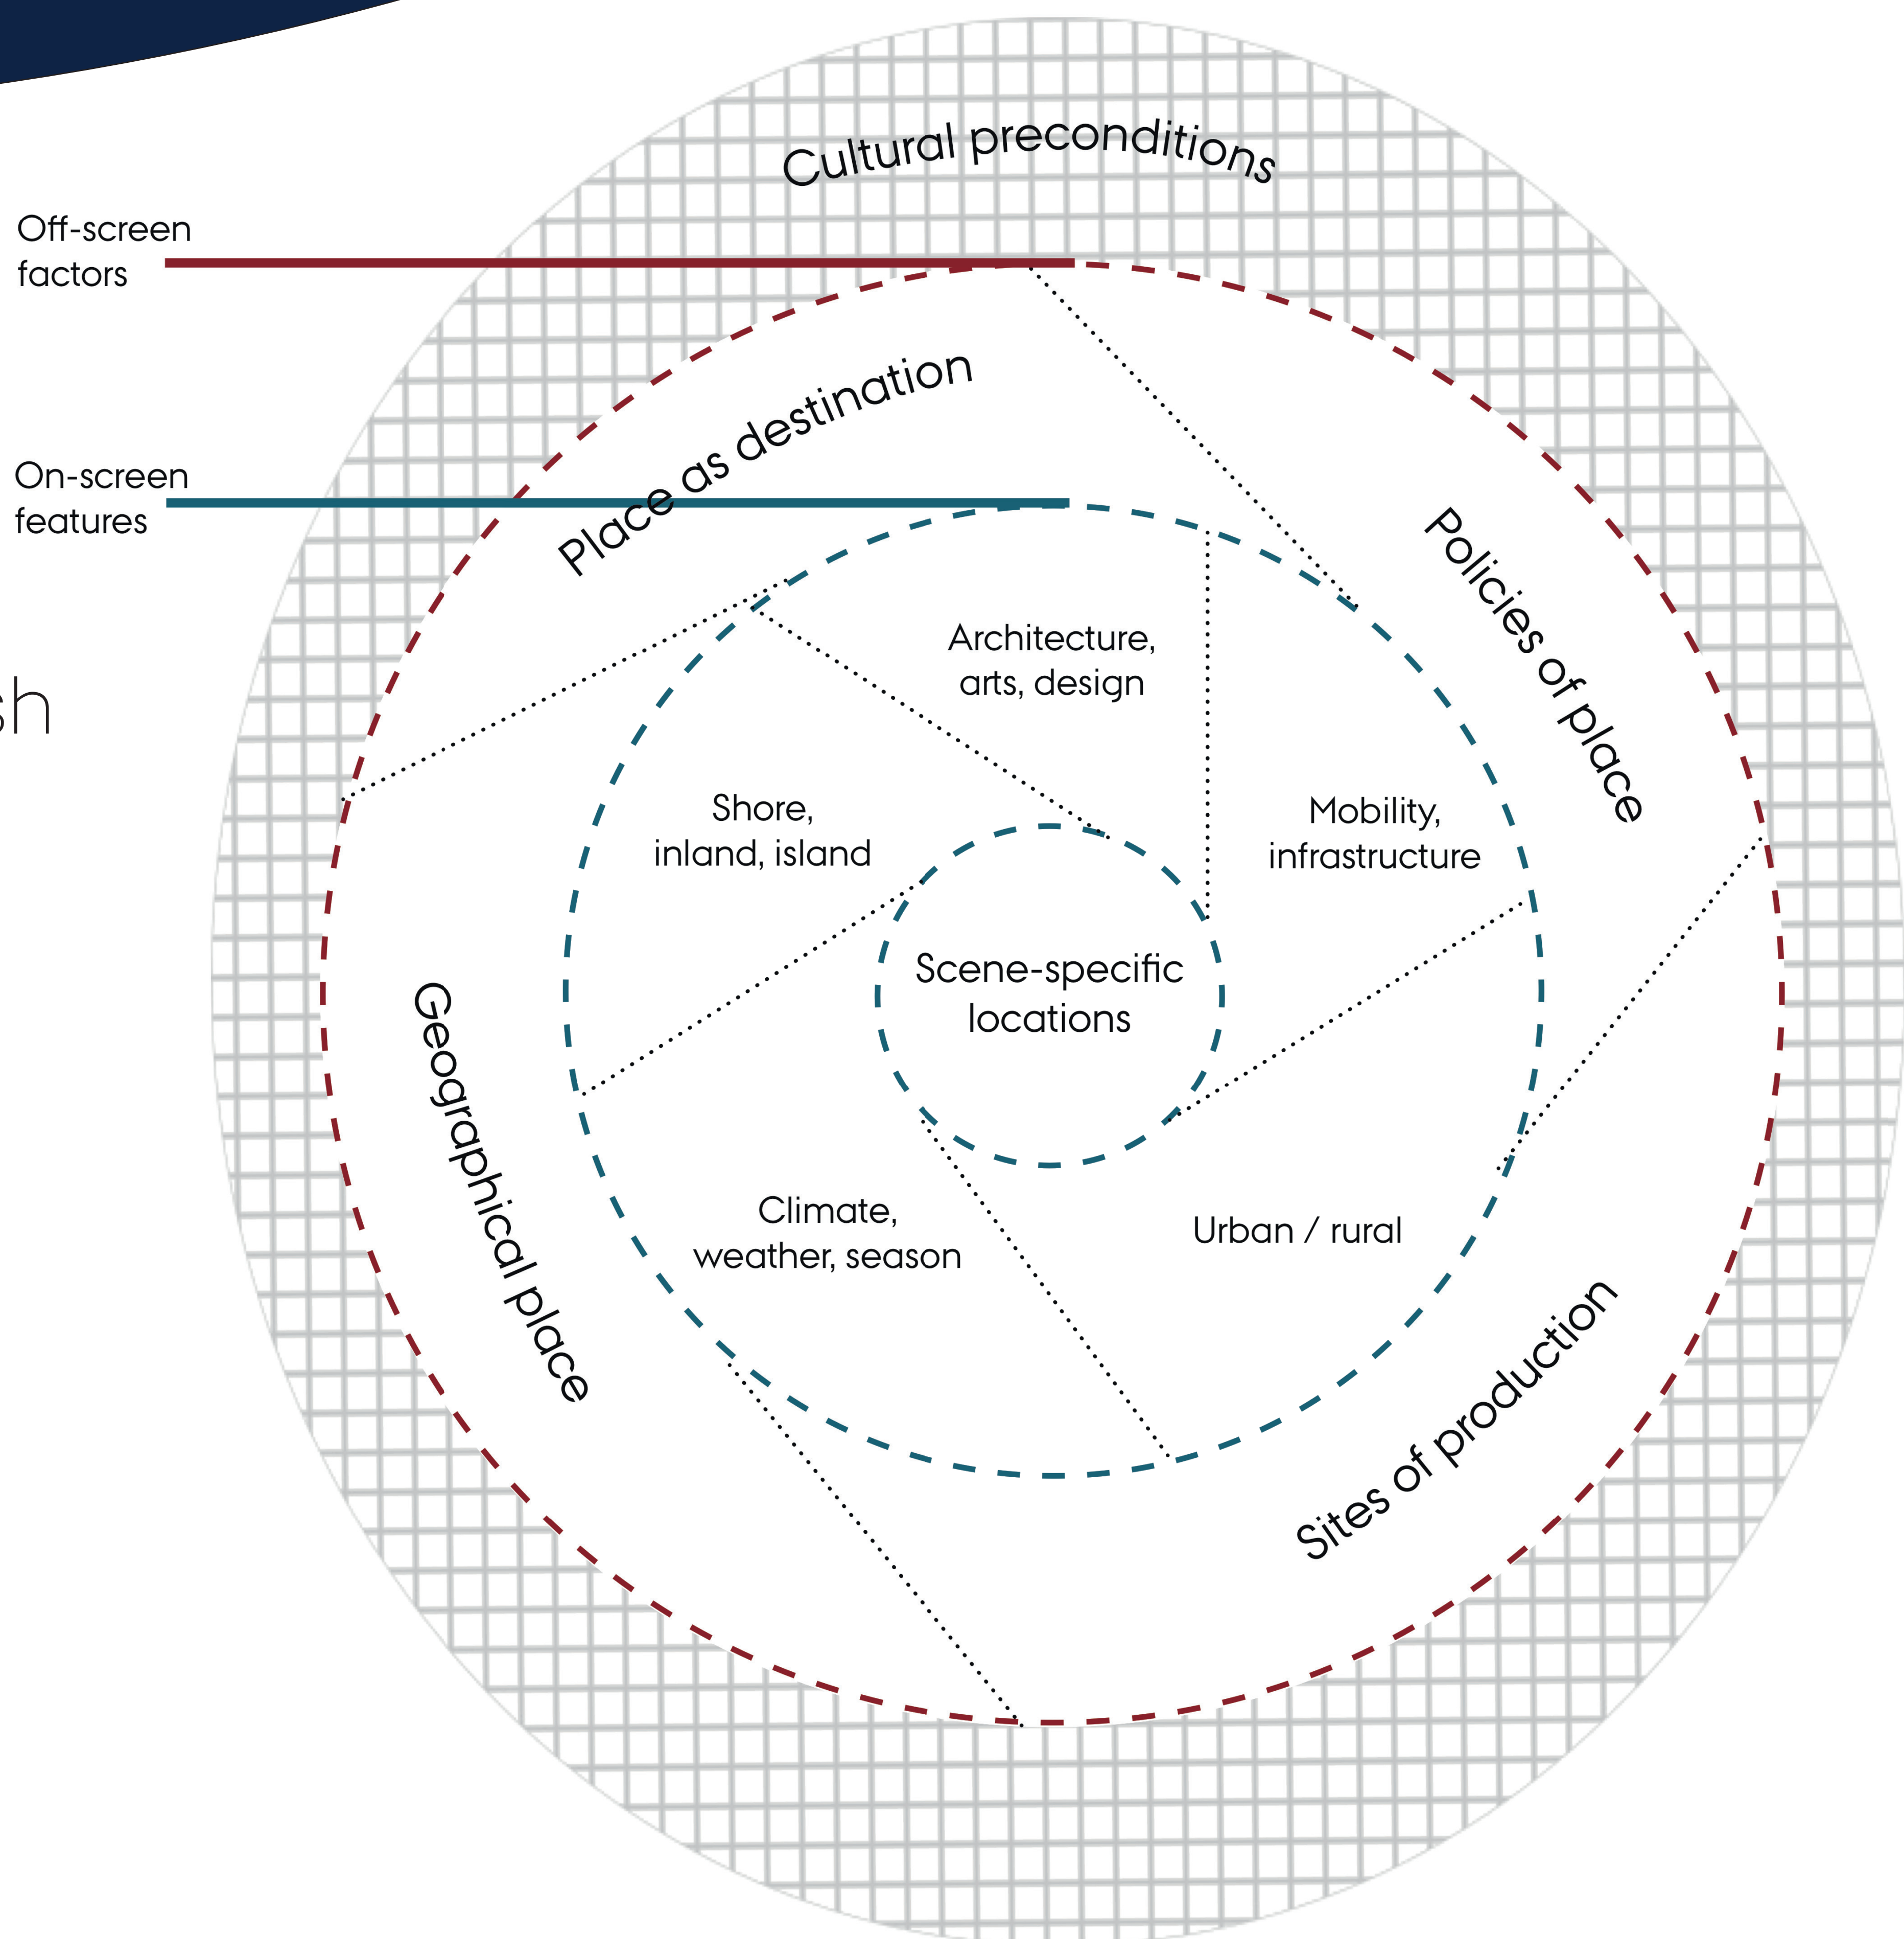 Cultural preconditions
Off-screen
factors
Place as destination
On-screen
features
Policies of place
Architecture,
arts, design
sh
Shore,
inland, island
Mobility,
infrastructure
Scene-specific
locations
Geographical place
Climate,
weather, season
Urban / rural
Sites of production